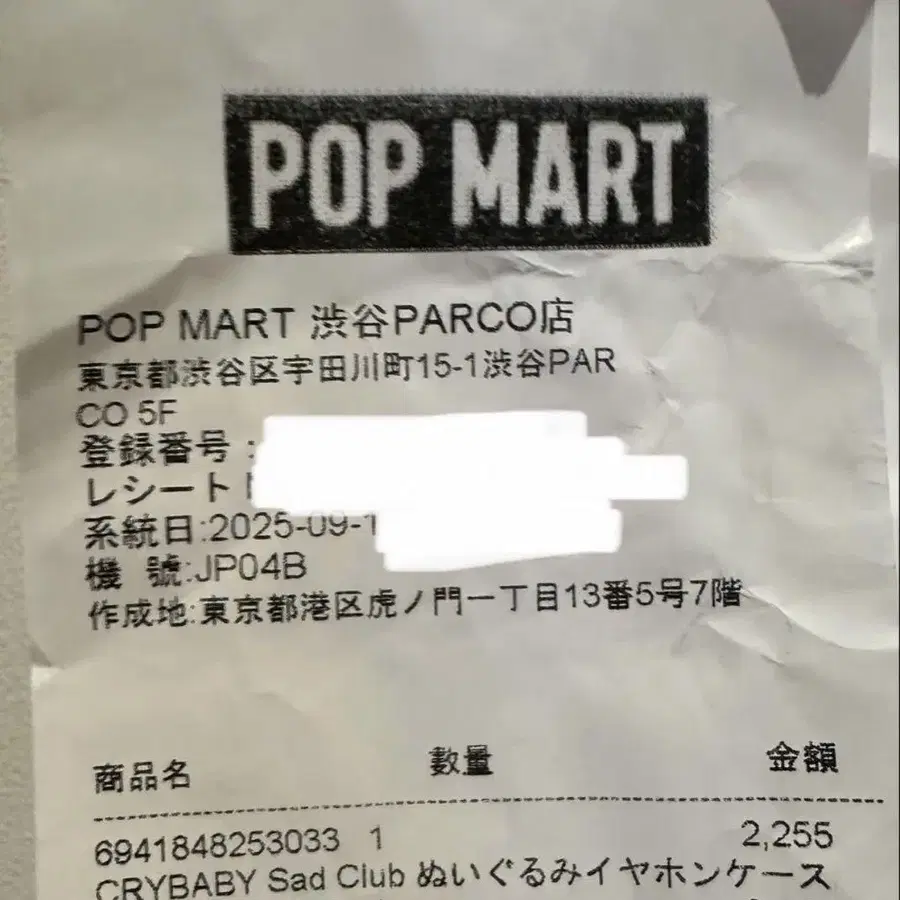 POP MART
POP MART 渋谷PARCO店
東京都渋谷区宇田川町15-1渋谷PAR
CO 5F
登録番号:
レシート
系統日:2025-09-1
機 號:JP04B
作成地:東京都港区虎ノ門一丁目13番5号7階
商品名 數量 金額
6941848253033 1 2,255
CRYBABY Sad Club ぬいぐるみイヤホンケース